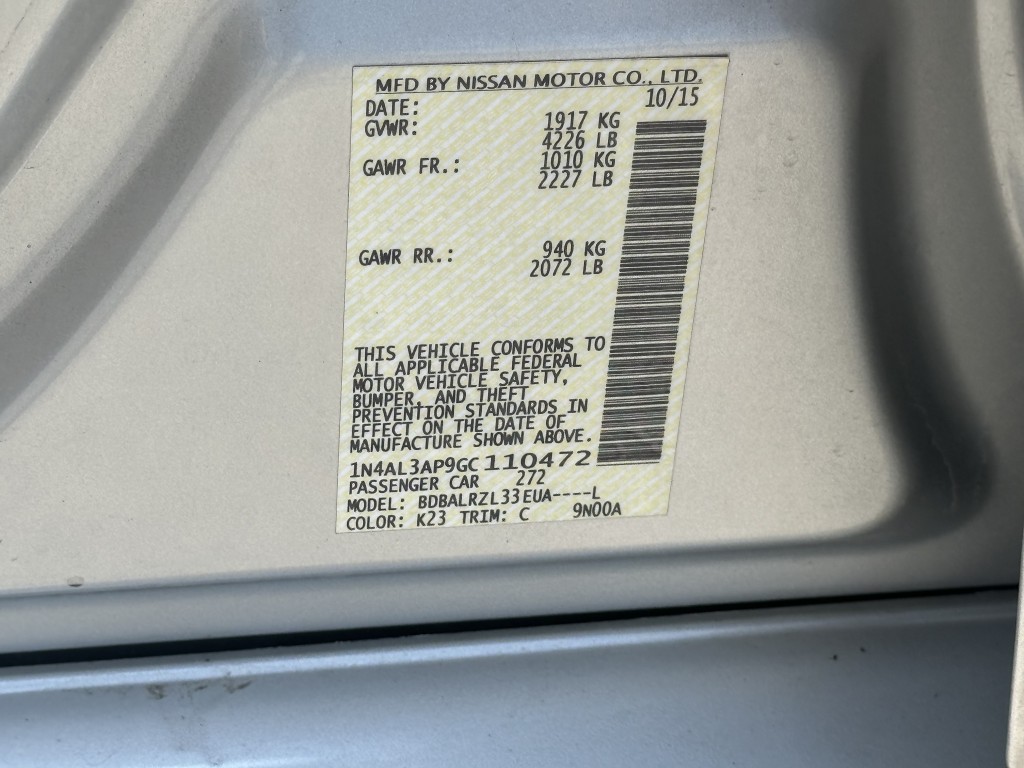 MFD BY NISSAN MOTOR CO., LTD.
DATE: 10/15
GVWR: 1917 KG
4226 LB
GAWR FR.: 1010 KG
2227 LB
GAWR RR.: 940 KG
2072 LB
THIS VEHICLE CONFORMS TO
ALL APPLICABLE FEDERAL
MOTOR VEHICLE SAFETY,
BUMPER, AND THEFT
PREVENTION STANDARDS IN
EFFECT ON THE DATE OF
MANUFACTURE SHOWN ABOVE.
1N4AL3AP9GC110472
PASSENGER CAR 272
MODEL: BDBALRZL33EUA----L
COLOR: K23 TRIM: C 9N00A